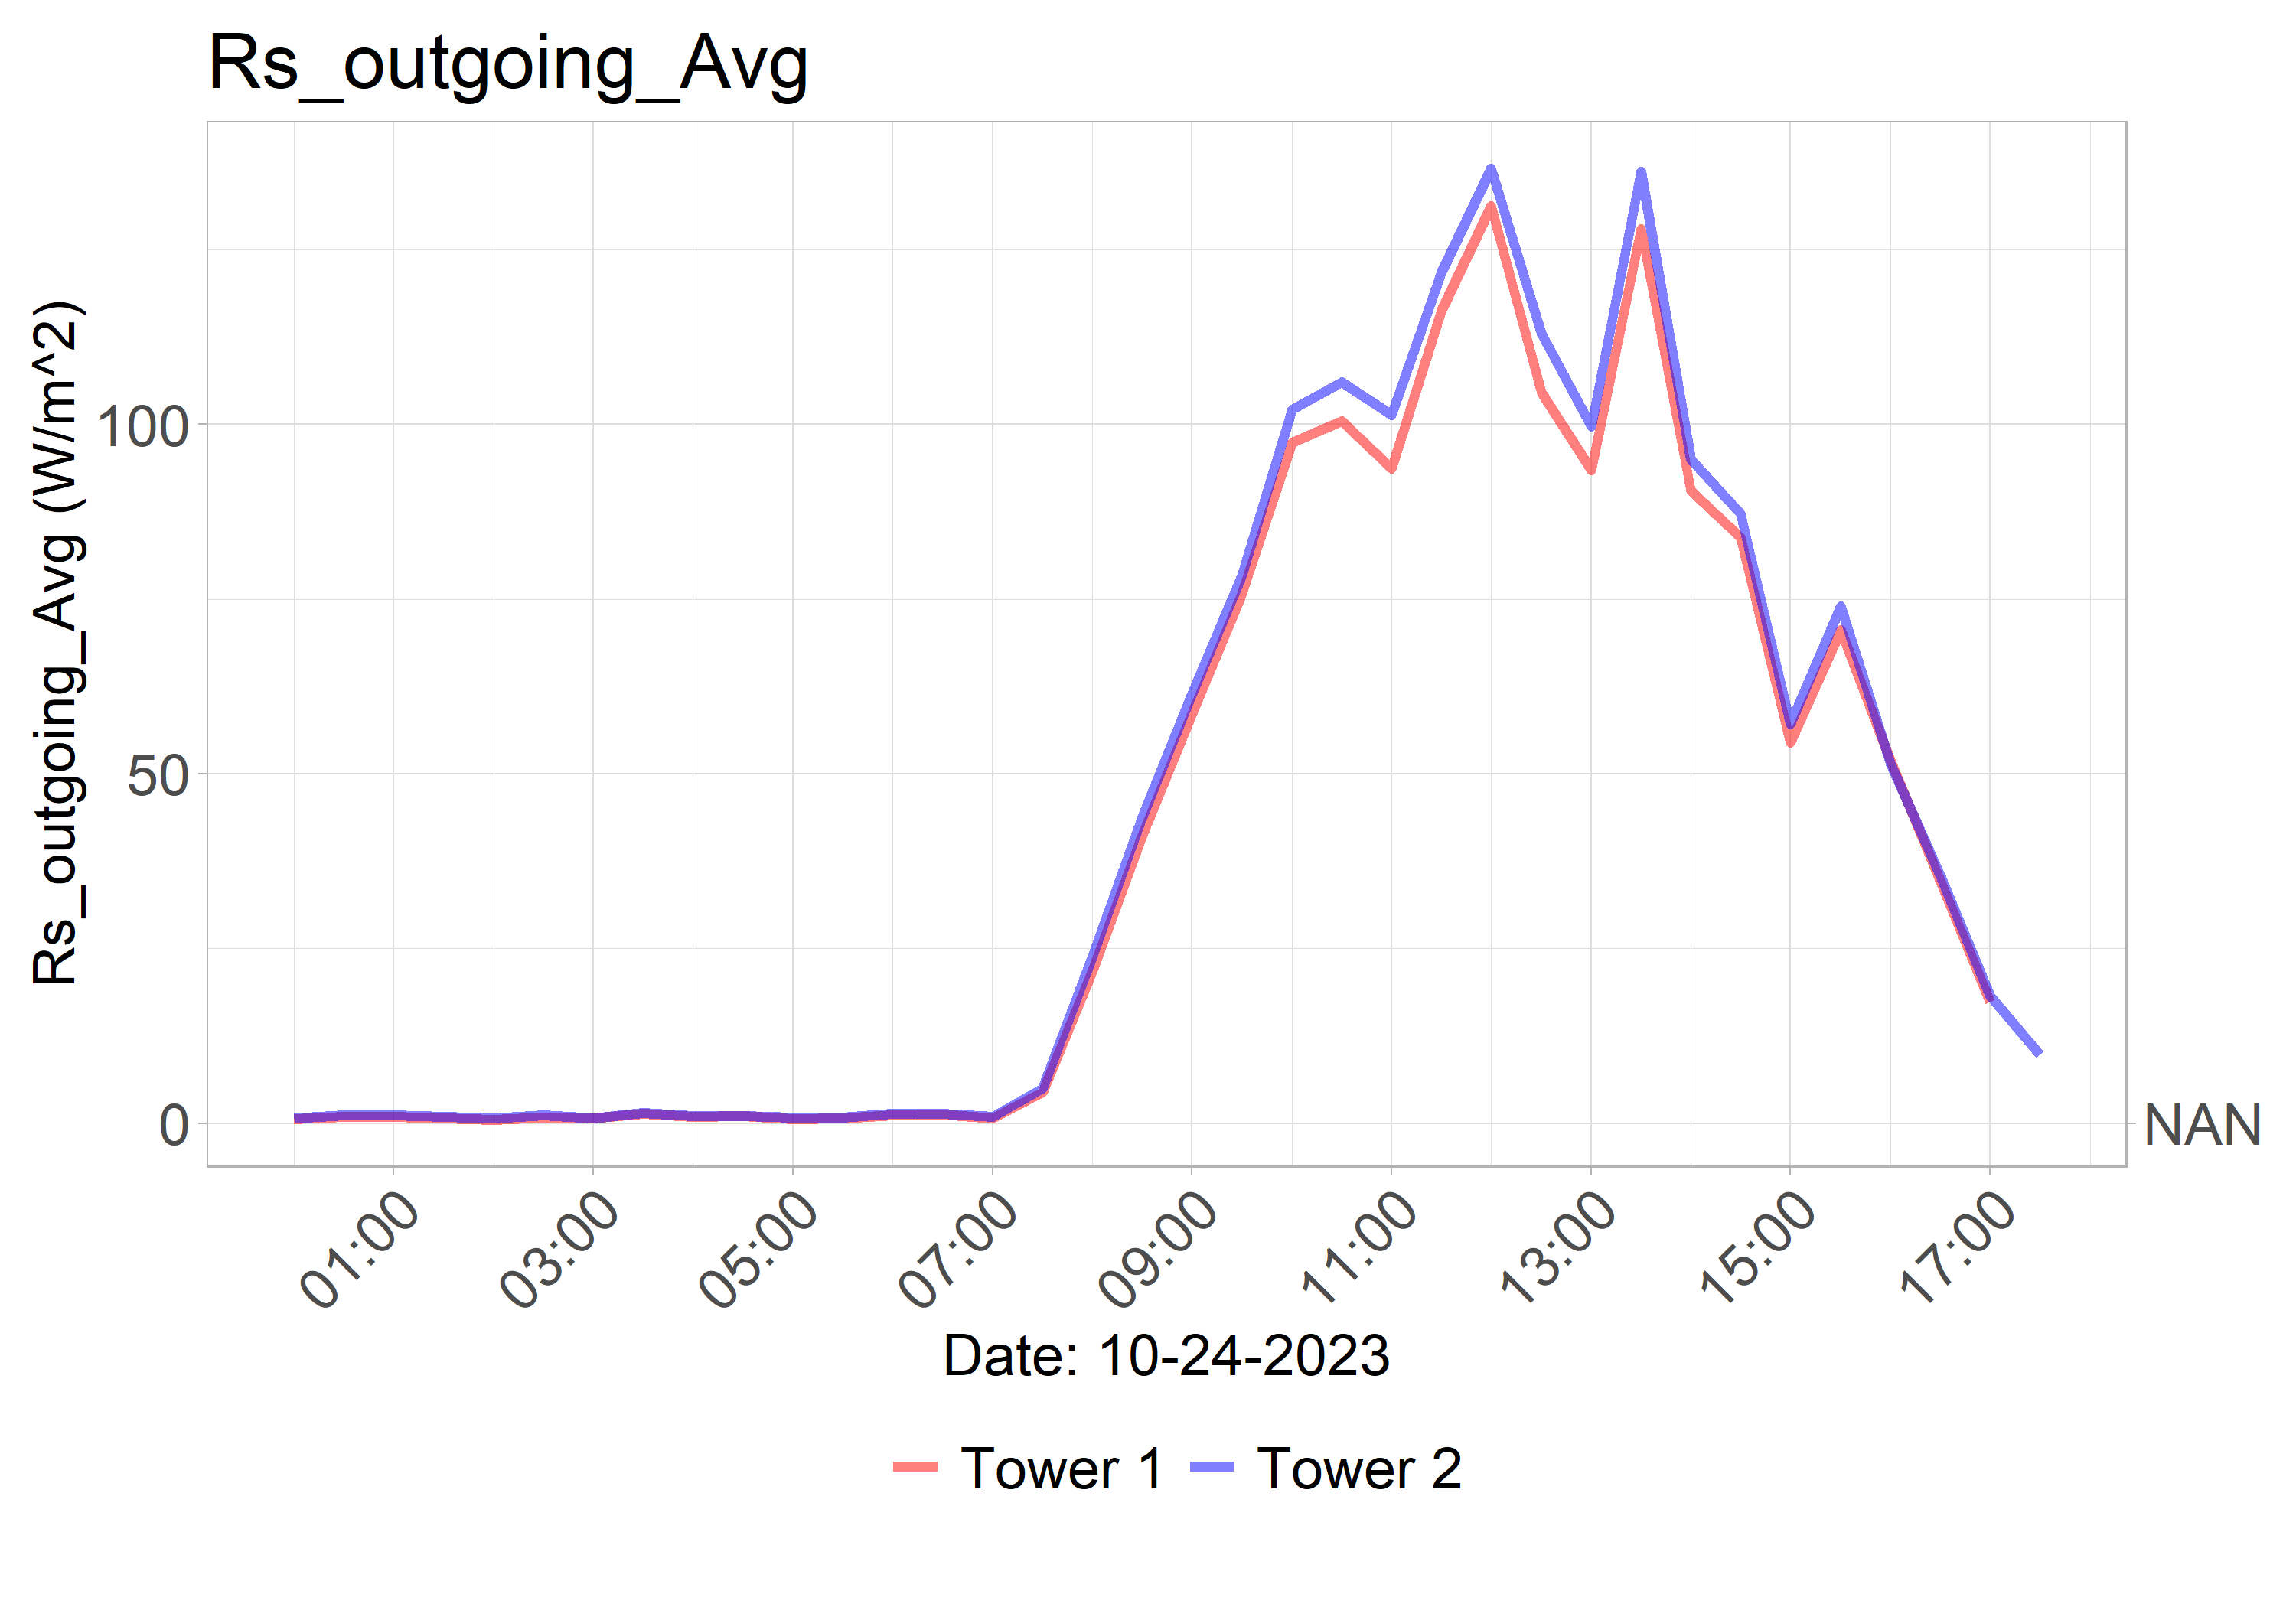 Rs_outgoing_Avg
Rs_outgoing_Avg (W/m^2)
100
50
0
NAN
01:00 03:00 05:00 07:00 09:00 11:00 13:00 15:00 17:00
Date: 10-24-2023
Tower 1 Tower 2